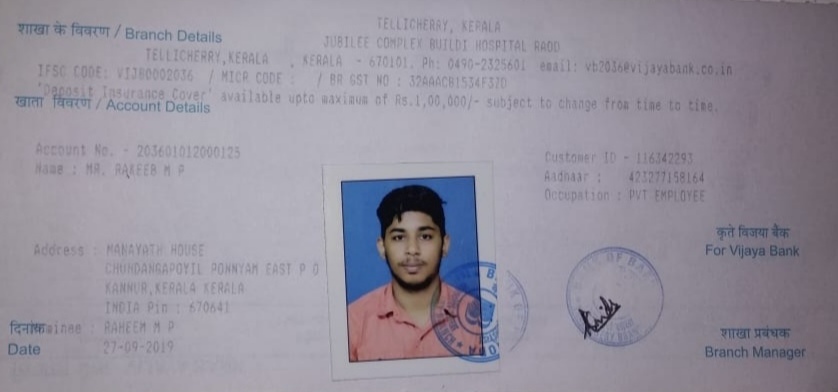 TELLICHERRY, KERALA
शाखा के विवरण / Branch Details
JUBILEE COMPLEX BUILDI HOSPITAL RAOD
TELLICHERRY,KERALA , KERALA - 670101. Ph: 0490-2325601 email: vb2036@vijayabank.co.in
IFSC CODE: VIJB0002036 / MICR CODE : / BR GST NO : 32AAACB1534F3ZD
'Deposit Insurance Cover' available upto maximum of Rs.1,00,000/- subject to change from time to time.
खाता विवरण / Account Details
Account No. - 203601012000125
Customer ID - 116342293
Name : MR. RAKEEB M P
Aadhaar : 423277158164
Occupation : PVT EMPLOYEE
कृते विजया बैंक
For Vijaya Bank
Address : MANAYATH HOUSE
CHUNDANGAPOYIL PONNYAM EAST P O
KANNUR,KERALA KERALA
INDIA Pin : 670641
दिनांक
Nominee : RAHEEM M P
शाखा प्रबंधक
Date 27-09-2019
Branch Manager